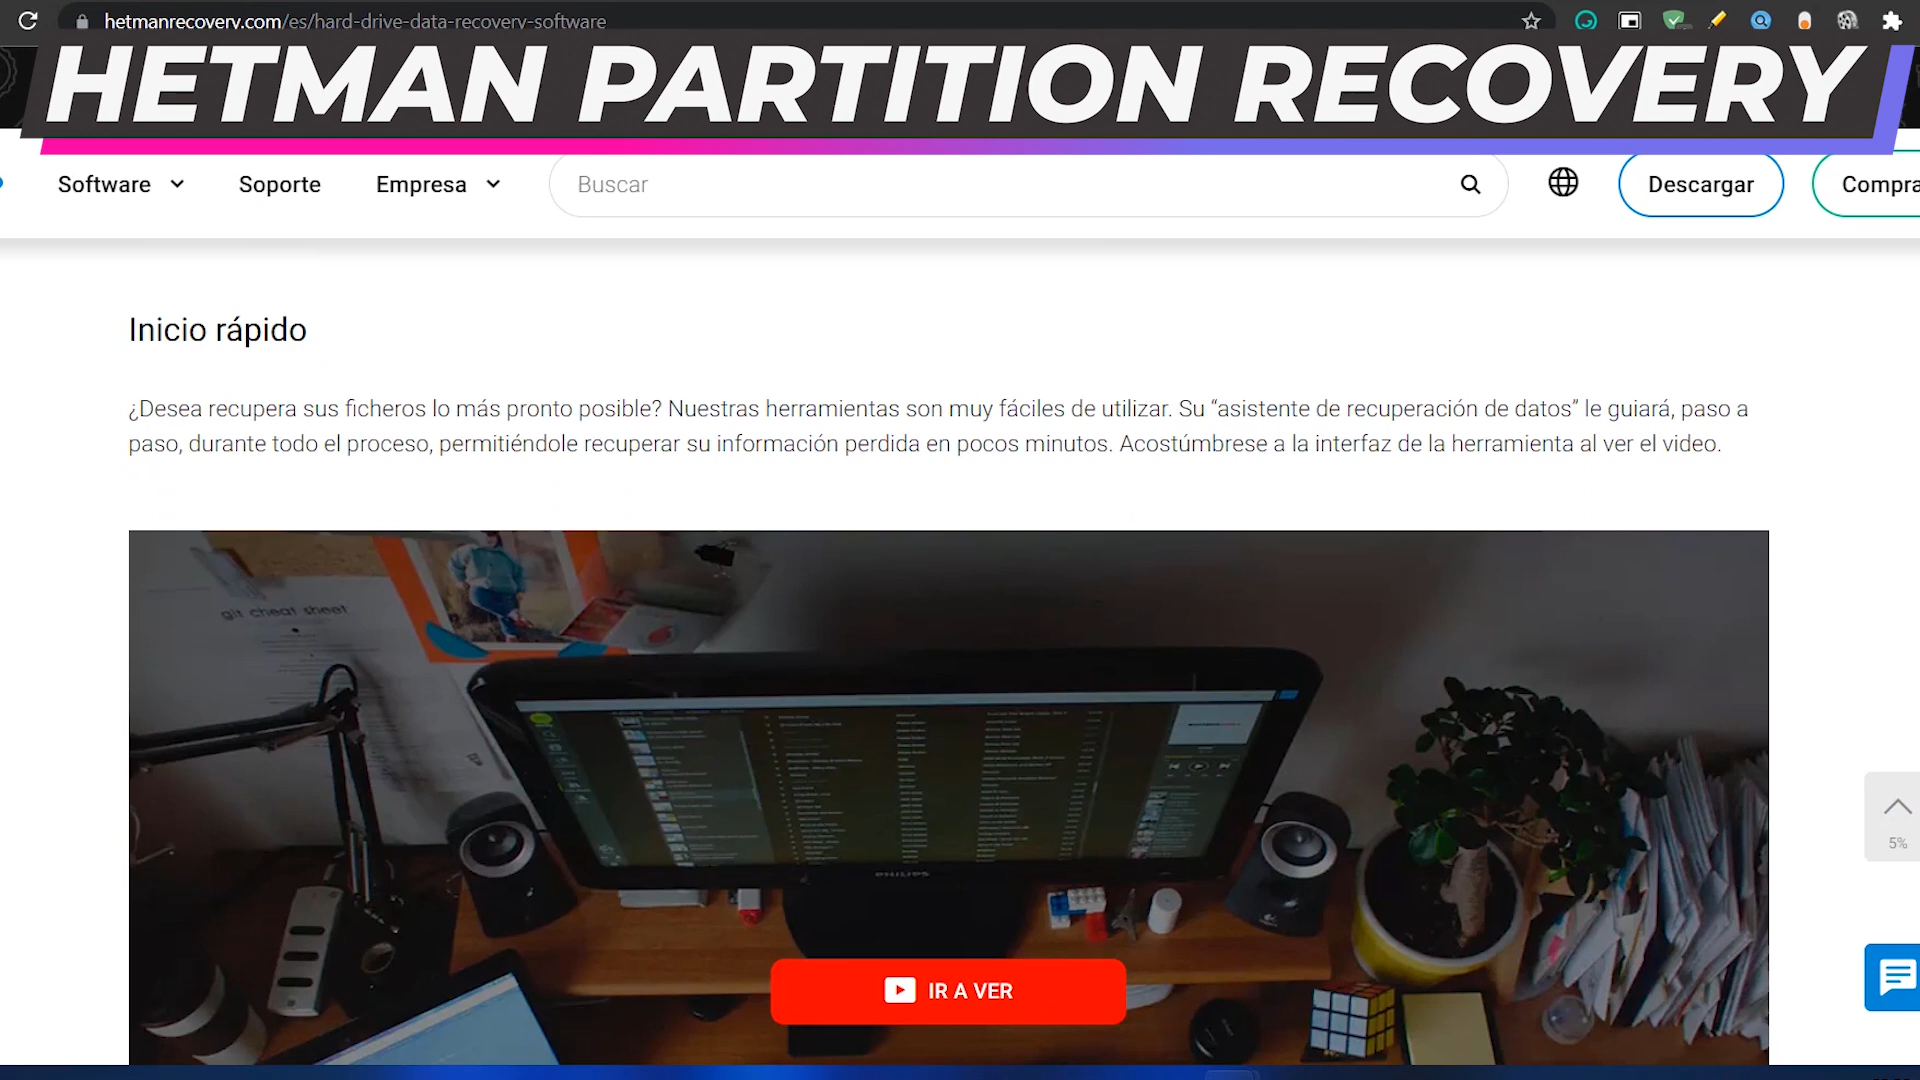 hetmanrecovery.com/es/hard-drive-data-recovery-software
HETMAN PARTITION RECOVERY
Software
Soporte
Empresa
Buscar
Descargar
Compra
Inicio rápido
¿Desea recupera sus ficheros lo más pronto posible? Nuestras herramientas son muy fáciles de utilizar. Su “asistente de recuperación de datos” le guiará, paso a
paso, durante todo el proceso, permitiéndole recuperar su información perdida en pocos minutos. Acostúmbrese a la interfaz de la herramienta al ver el video.
git cheat sheet
PHILIPS
5%
IR A VER